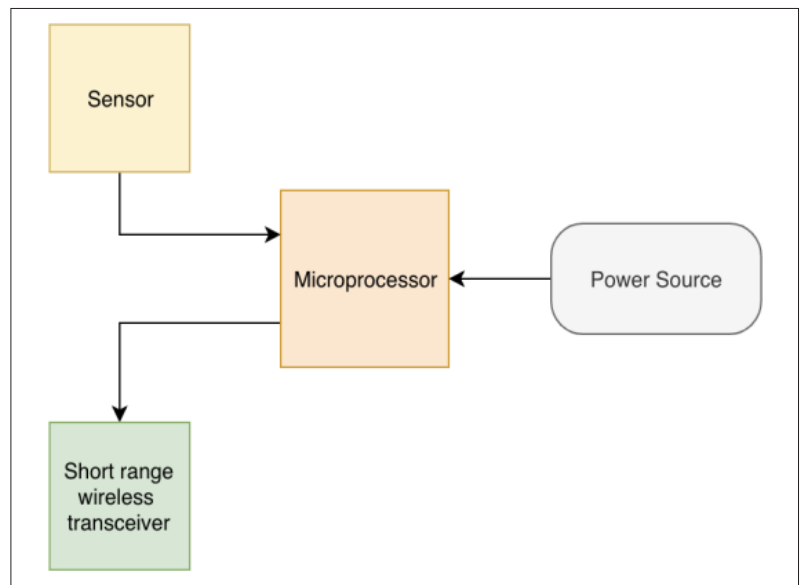 Sensor
Microprocessor
Power Source
Short range
wireless
transceiver